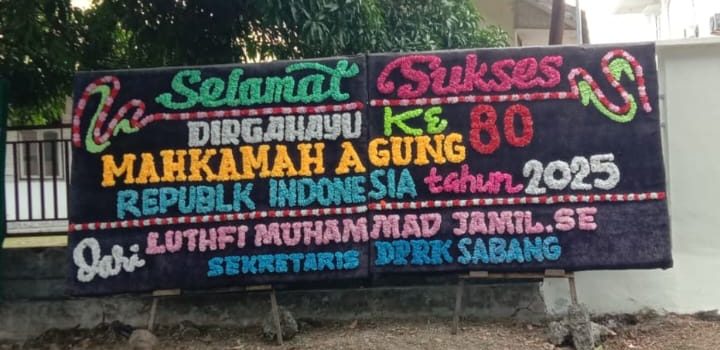 Selamat Sukses
DIRGAHAYU KE 80
MAHKAMAH AGUNG
REPUBLK INDONESIA tahun 2025
Dari LUTHFI MUHAMMAD JAMIL.SE
SEKRETARIS DPRK SABANG